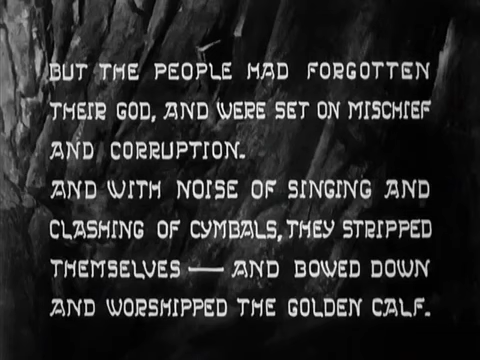 BUT THE PEOPLE HAD FORGOTTEN
THEIR GOD, AND WERE SET ON MISCHIEF
AND CORRUPTION.
AND WITH NOISE OF SINGING AND
CLASHING OF CYMBALS, THEY STRIPPED
THEMSELVES — AND BOWED DOWN
AND WORSHIPPED THE GOLDEN CALF.